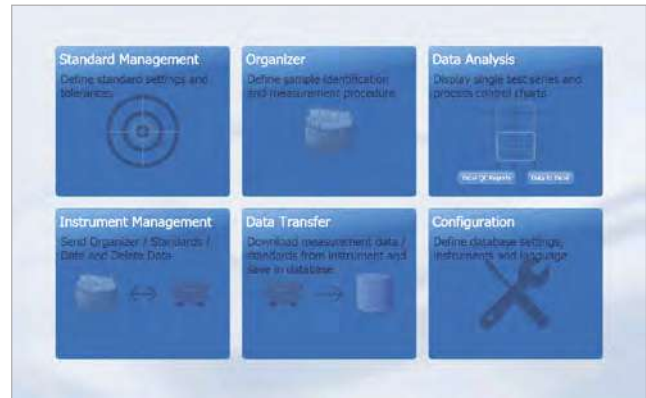 Standard Management
Define standard settings and
tolerances.
Organizer
Define sample identification
and measurement procedure.
Data Analysis
Display single test series and
process control charts.
Data to Excel
Instrument Management
Send Organizer / Standards /
Date and Delete Data
Data Transfer
Download measurement data /
standards from instrument and
save in database.
Configuration
Define database settings,
instruments and language.